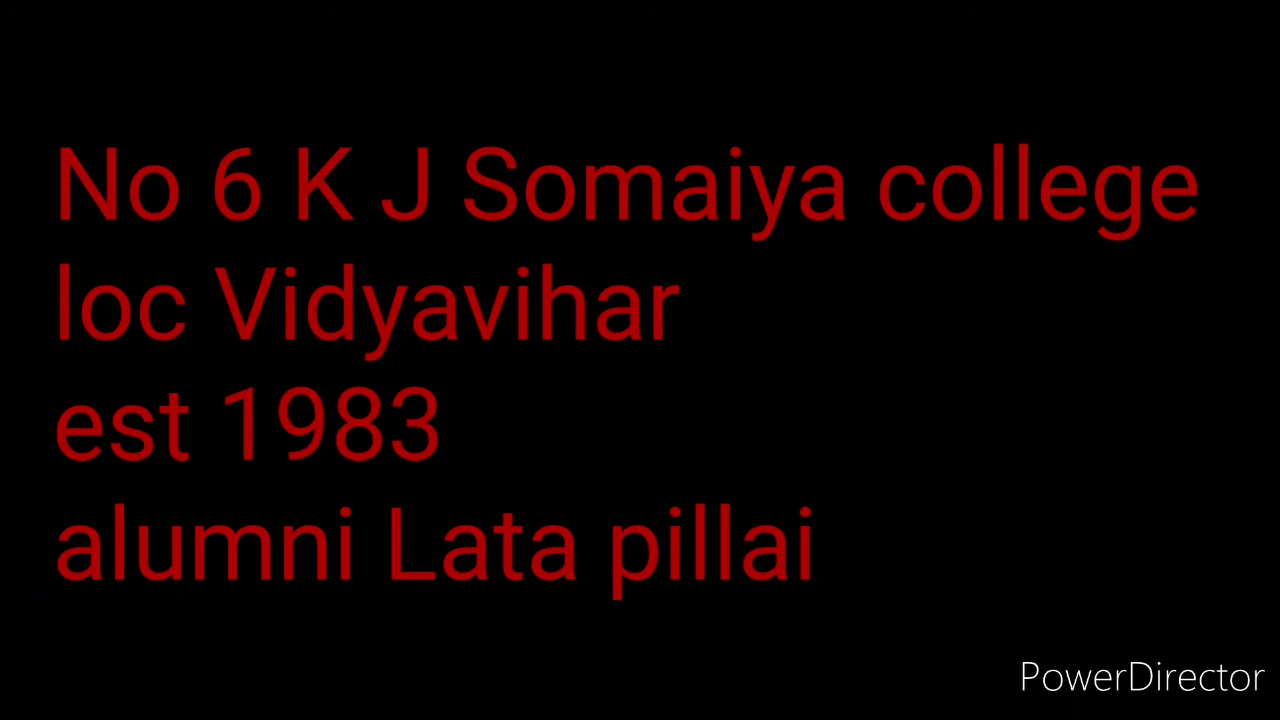 No 6 K J Somaiya college
loc Vidyavihar
est 1983
alumni Lata pillai
PowerDirector